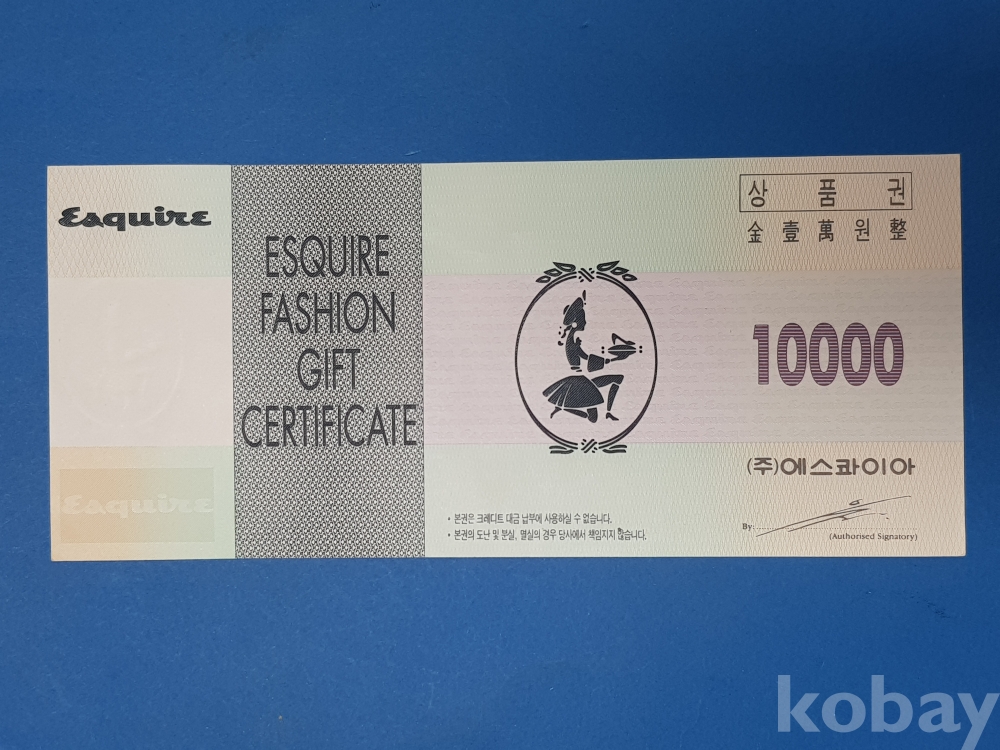 Esquire
ESQUIRE
FASHION
GIFT
CERTIFICATE
Esquire
상 품 권
金 壹 萬 원 整
10000
(주)에스콰이아
• 본권은 크레디트 대금 납부에 사용하실 수 없습니다.
• 본권의 도난 및 분실, 멸실의 경우 당사에서 책임지지 않습니다.
By:
(Authorised Signatory)
kobay